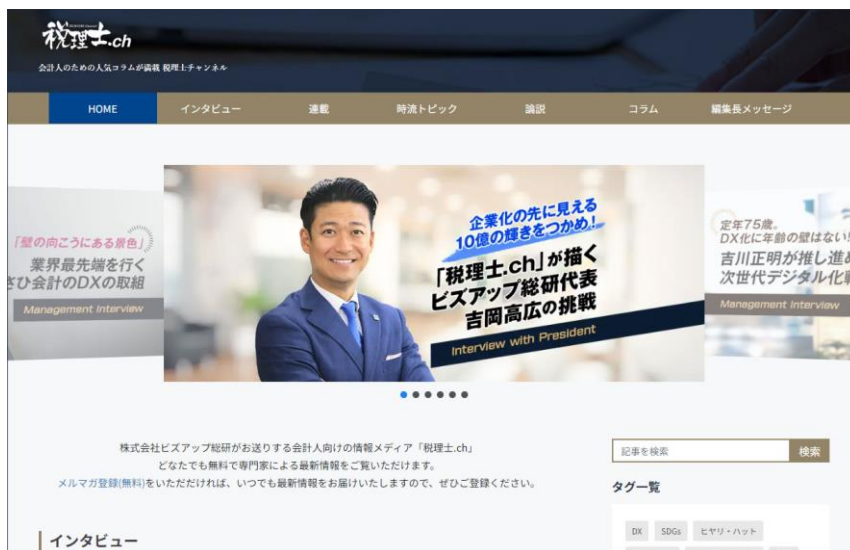 税理士.ch
会計人のための人気コラムが満載 税理士チャンネル
HOME
インタビュー
連載
時流トピック
論説
コラム
編集長メッセージ
「壁の向こうにある景色」
業界最先端を行く
さひ会計のDXの取組
Management Interview
企業化の先に見える
10億の輝きをつかめ!
「税理士.ch」が描く
ビズアップ総研代表
吉岡高広の挑戦
Interview with President
定年75歳。
DX化に年齢の壁はない!
吉川正明が推し進め
次世代デジタル化
Management Interview
株式会社ビズアップ総研がお送りする会計人向けの情報メディア「税理士.ch」
どなたでも無料で専門家による最新情報をご覧いただけます。
メルマガ登録(無料)をいただだければ、いつでも最新情報をお届けいたしますので、ぜひご登録ください。
記事を検索
検索
タグ一覧
DX
SDGs
ヒヤリ・ハット
インタビュー